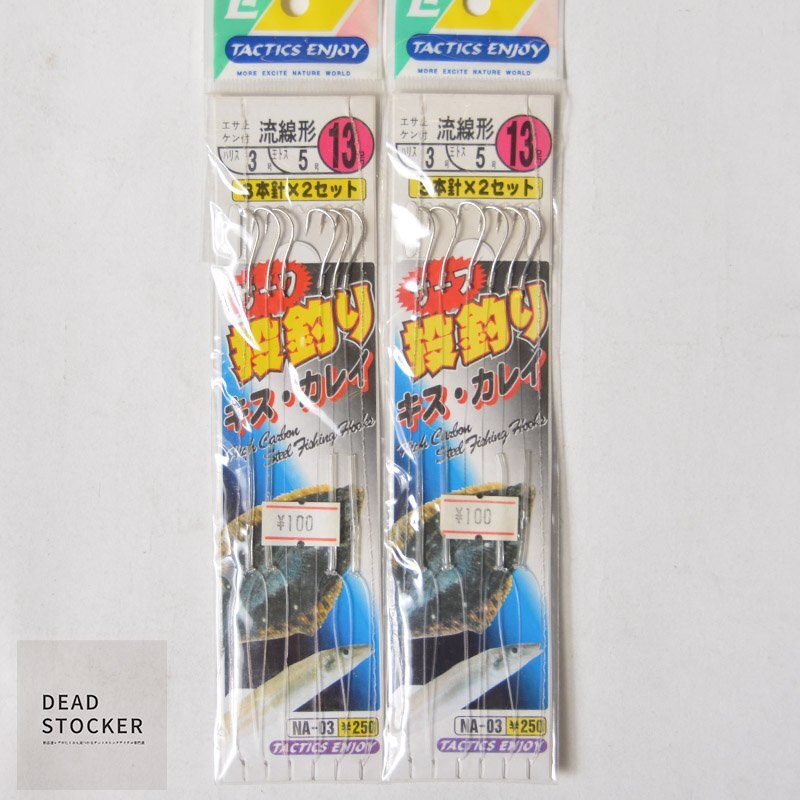 TACTICS ENJOY
MORE EXCITE NATURE WORLD
エサ止
ケン付
流線形
13
ハリス
3号
モトス
5号
3本針×2セット
サーフ
投釣り
キス・カレイ
With Carbon
Steel Fishing Hooks
¥100
NA-03
¥250
TACTICS ENJOY
TACTICS ENJOY
MORE EXCITE NATURE WORLD
エサ止
ケン付
流線形
13
ハリス
3号
モトス
5号
3本針×2セット
サーフ
投釣り
キス・カレイ
With Carbon
Steel Fishing Hooks
¥100
NA-03
¥250
TACTICS ENJOY
DEAD
STOCKER